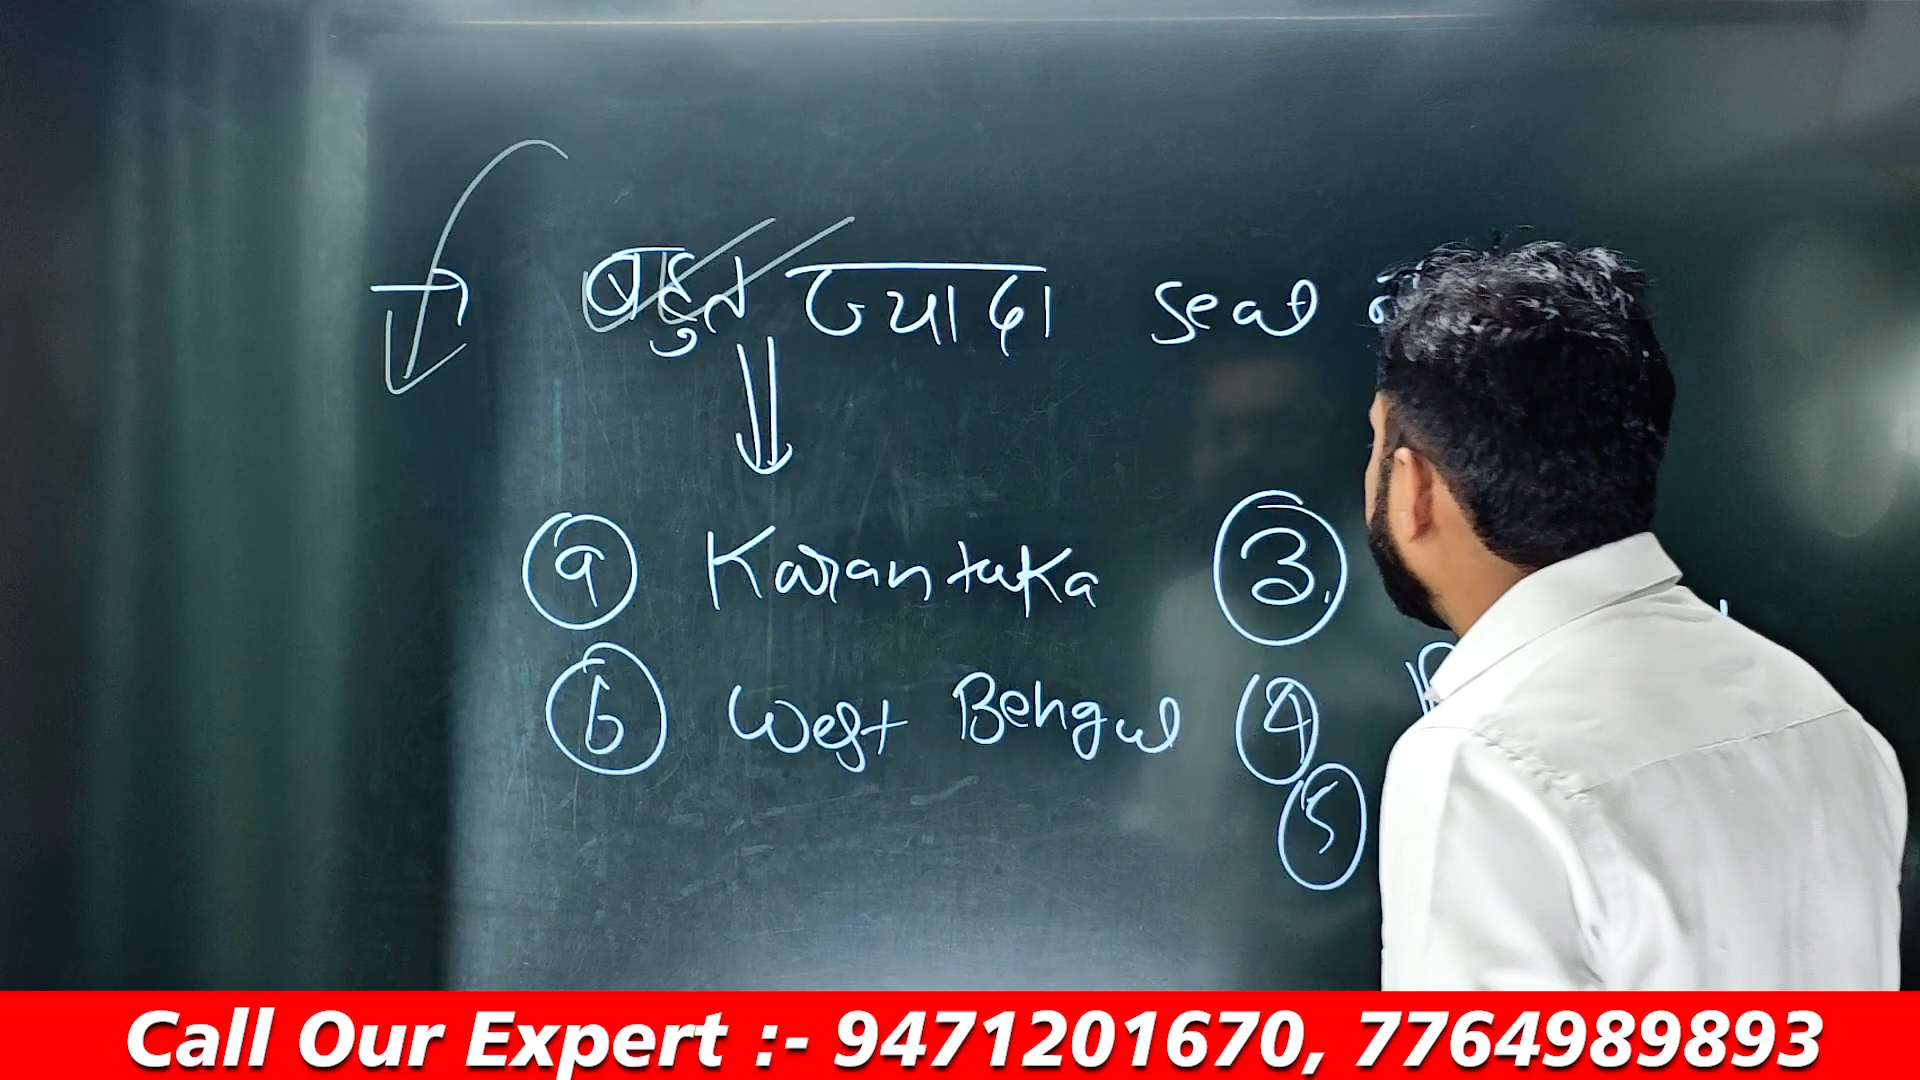 → बहुत ज्यादा seat
a Karantaka 3.
b West Bengal 4
5
Call Our Expert :- 9471201670, 7764989893